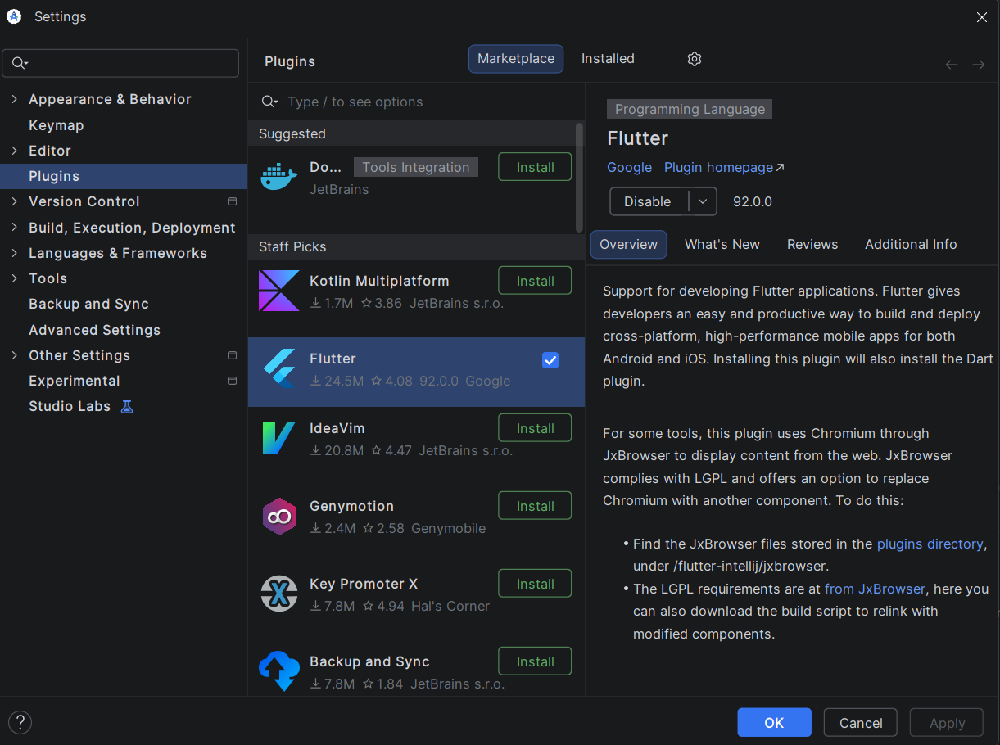 Settings
Appearance & Behavior
Keymap
Editor
Plugins
Version Control
Build, Execution, Deployment
Languages & Frameworks
Tools
Backup and Sync
Advanced Settings
Other Settings
Experimental
Studio Labs
Plugins
Marketplace
Installed
Type / to see options
Suggested
Do... Tools Integration
JetBrains
Install
Staff Picks
Kotlin Multiplatform
1.7M 3.86 JetBrains s.r.o.
Install
Flutter
24.5M 4.08 92.0.0 Google
IdeaVim
20.8M 4.47 JetBrains s.r.o.
Install
Genymotion
2.4M 2.58 Genymobile
Install
Key Promoter X
7.8M 4.94 Hal's Corner
Install
Backup and Sync
7.8M 1.84 JetBrains s.r.o.
Install
Programming Language
Flutter
Google Plugin homepage
Disable 92.0.0
Overview What's New Reviews Additional Info
Support for developing Flutter applications. Flutter gives
developers an easy and productive way to build and deploy
cross-platform, high-performance mobile apps for both
Android and iOS. Installing this plugin will also install the Dart
plugin.
For some tools, this plugin uses Chromium through
JxBrowser to display content from the web. JxBrowser
complies with LGPL and offers an option to replace
Chromium with another component. To do this:
• Find the JxBrowser files stored in the plugins directory,
under /flutter-intellij/jxbrowser.
• The LGPL requirements are at from JxBrowser, here you
can also download the build script to relink with
modified components.
?
OK
Cancel
Apply